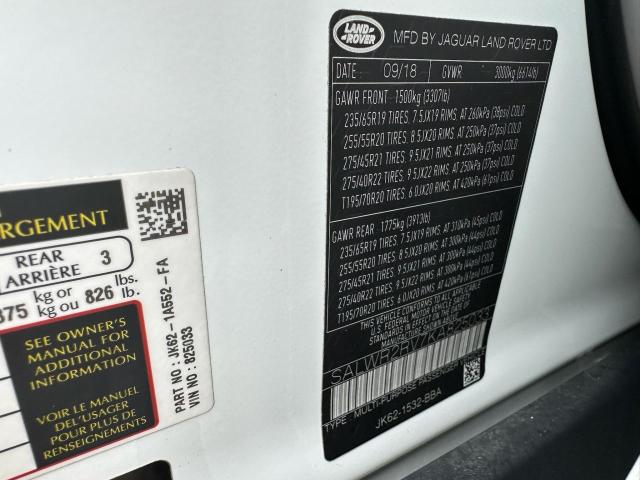 RGEMENT
REAR
ARRIÈRE 3
375 kg or
kg ou 826 lbs.
lb.
SEE OWNER'S
MANUAL FOR
ADDITIONAL
INFORMATION
VOIR LE MANUEL
DE L'USAGER
POUR PLUS DE
RENSEIGNEMENTS
PART NO : JK62-1A552-FA
VIN NO : 825033
LAND
ROVER
MFD BY JAGUAR LAND ROVER LTD
DATE 09/18 GVWR 3000kg (6614lb)
GAWR FRONT 1500kg (3307lb)
235/65R19 TIRES. 7.5JX19 RIMS. AT 260kPa (38psi) COLD
255/55R20 TIRES. 8.5JX20 RIMS. AT 250kPa (37psi) COLD
275/45R21 TIRES. 9.5JX21 RIMS. AT 250kPa (37psi) COLD
275/40R22 TIRES. 9.5JX22 RIMS. AT 250kPa (37psi) COLD
T195/70R20 TIRES. 6.0JX20 RIMS. AT 420kPa (61psi) COLD
GAWR REAR 1775kg (3913lb)
235/65R19 TIRES. 7.5JX19 RIMS. AT 310kPa (45psi) COLD
255/55R20 TIRES. 8.5JX20 RIMS. AT 300kPa (44psi) COLD
275/45R21 TIRES. 9.5JX21 RIMS. AT 300kPa (44psi) COLD
275/40R22 TIRES. 9.5JX22 RIMS. AT 300kPa (44psi) COLD
T195/70R20 TIRES. 6.0JX20 RIMS. AT 420kPa (61psi) COLD
THIS VEHICLE CONFORMS TO ALL APPLICABLE
SALWR2RV7KA825033
TYPE: MULTI-PURPOSE PASSENGER
JK62-1532-BBA